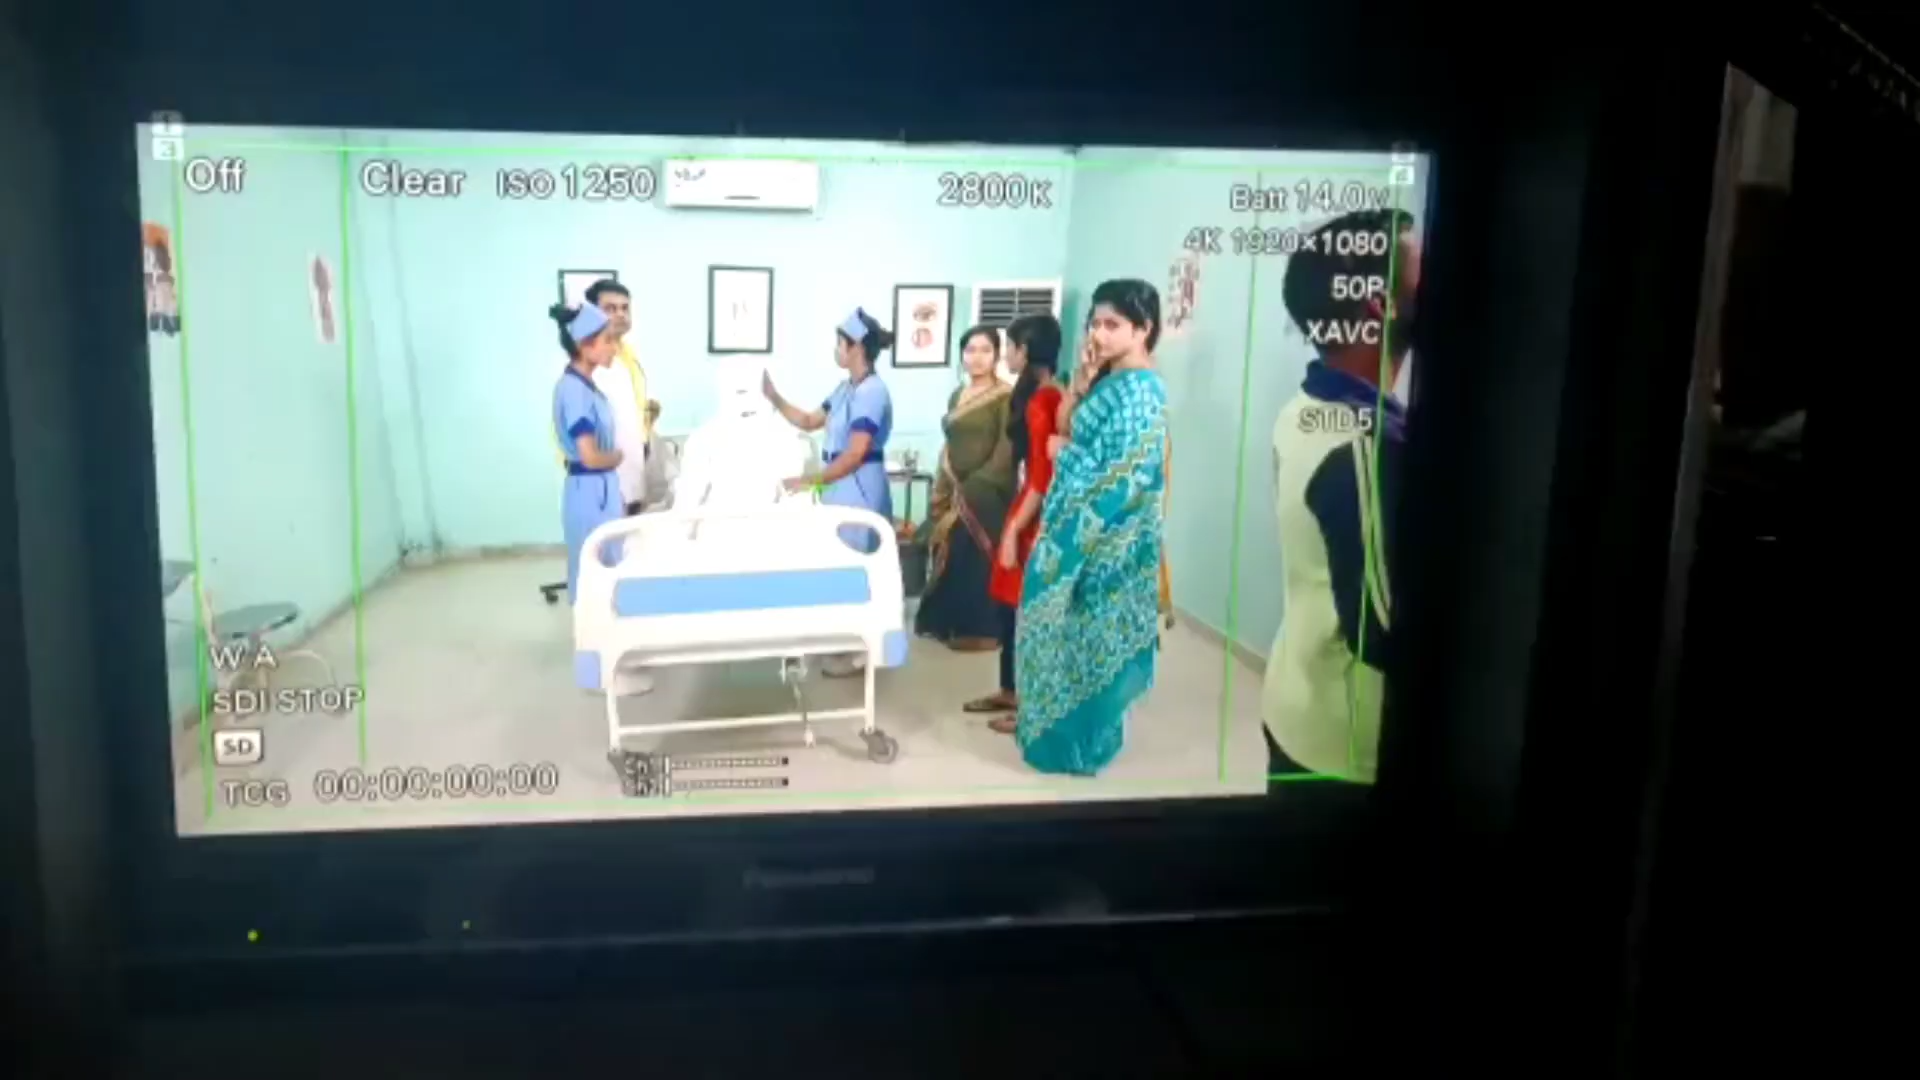 Off Clear ISO 1250 2800K Batt 14.0V
4K 1920×1080
50P
XAVC
STD5
W A
SDI STOP
SD
TCG 00:00:00:00
Panasonic